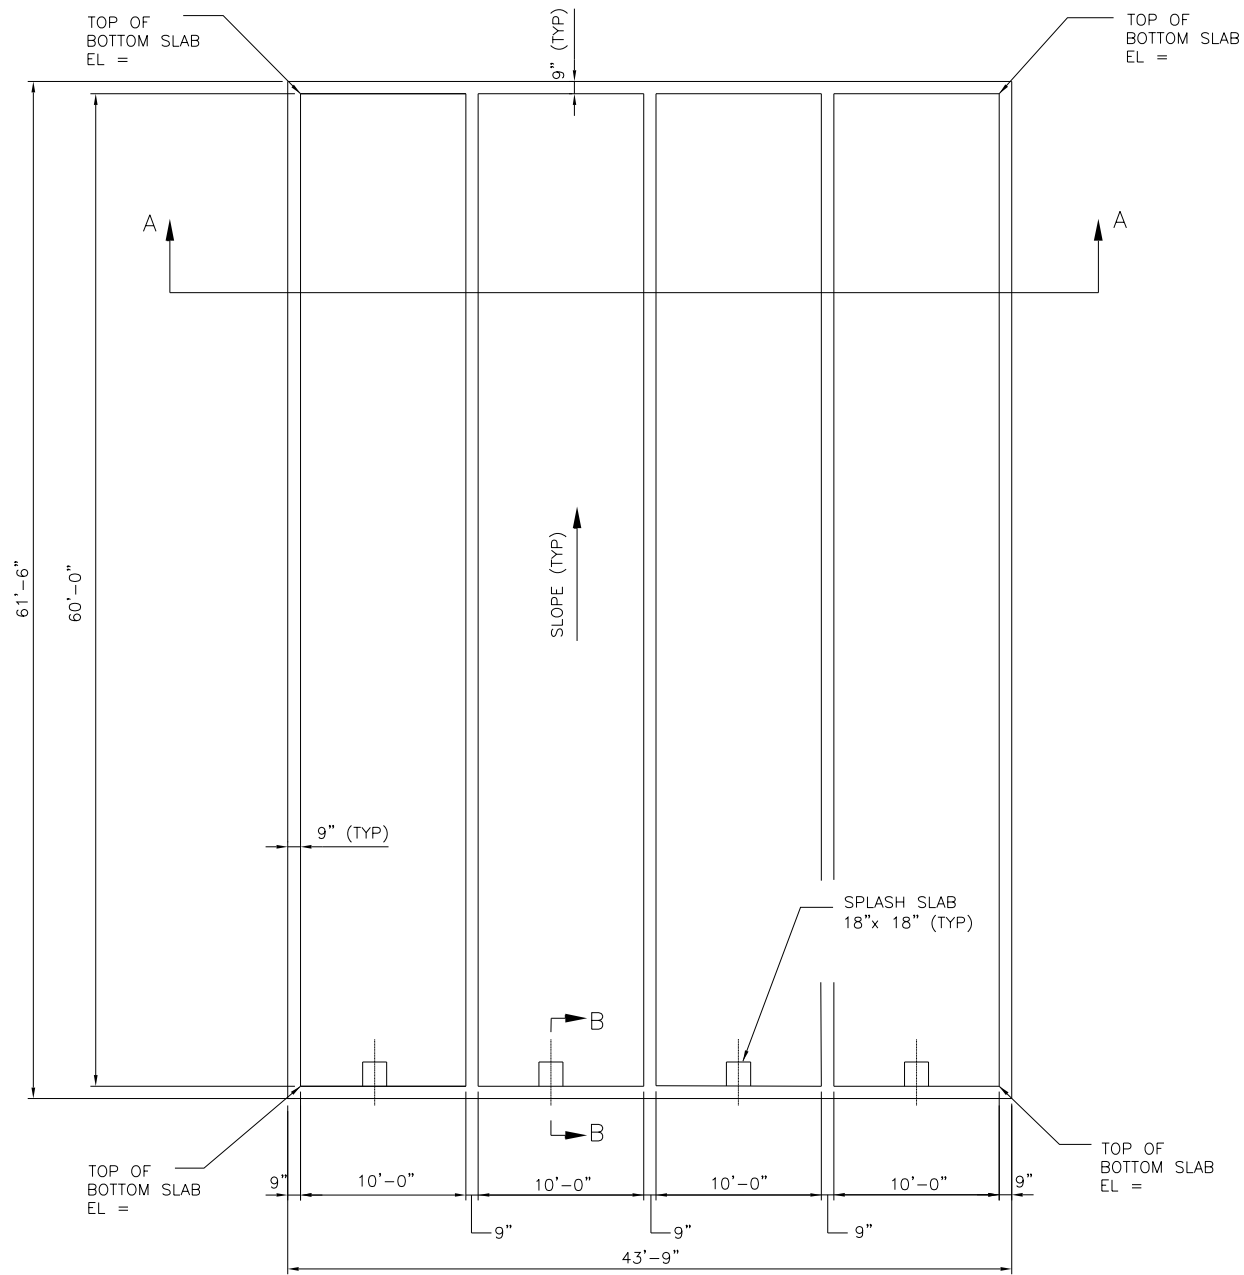 TOP OF
BOTTOM SLAB
EL =
9" (TYP)
TOP OF
BOTTOM SLAB
EL =
A
A
61'-6"
60'-0"
SLOPE (TYP)
9" (TYP)
SPLASH SLAB
18"x 18" (TYP)
B
B
TOP OF
BOTTOM SLAB
EL =
TOP OF
BOTTOM SLAB
EL =
9"
10'-0"
10'-0"
10'-0"
10'-0"
9"
9"
9"
9"
43'-9"